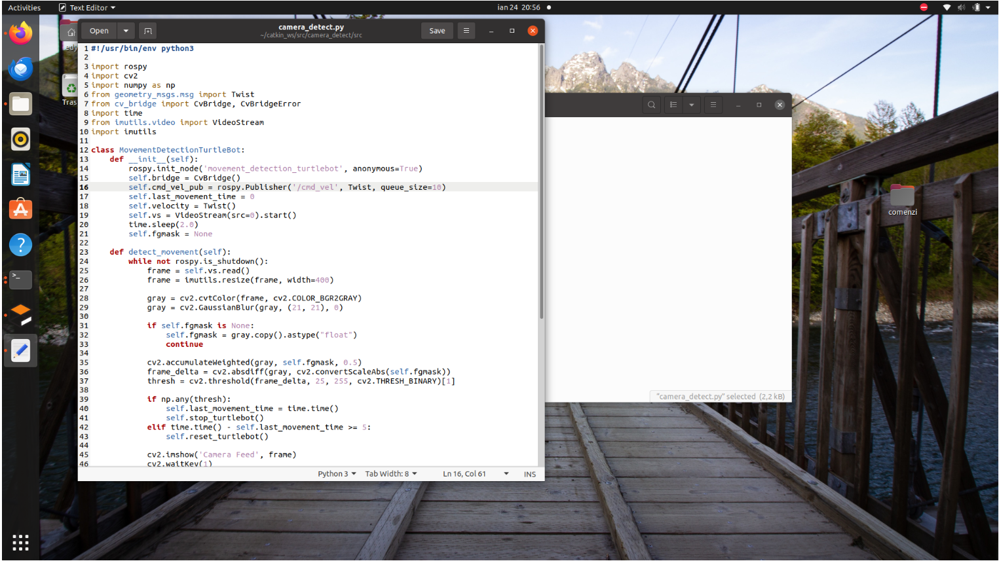 Activities
Text Editor
ian 24 20:56
edy
Tras
Open
camera_detect.py
~/catkin_ws/src/camera_detect/src
Save
1 #!/usr/bin/env python3
2
3 import rospy
4 import cv2
5 import numpy as np
6 from geometry_msgs.msg import Twist
7 from cv_bridge import CvBridge, CvBridgeError
8 import time
9 from imutils.video import VideoStream
10 import imutils
11
12 class MovementDetectionTurtleBot:
13     def __init__(self):
14         rospy.init_node('movement_detection_turtlebot', anonymous=True)
15         self.bridge = CvBridge()
16         self.cmd_vel_pub = rospy.Publisher('/cmd_vel', Twist, queue_size=10)
17         self.last_movement_time = 0
18         self.velocity = Twist()
19         self.vs = VideoStream(src=0).start()
20         time.sleep(2.0)
21         self.fgmask = None
22
23     def detect_movement(self):
24         while not rospy.is_shutdown():
25             frame = self.vs.read()
26             frame = imutils.resize(frame, width=400)
27
28             gray = cv2.cvtColor(frame, cv2.COLOR_BGR2GRAY)
29             gray = cv2.GaussianBlur(gray, (21, 21), 0)
30
31             if self.fgmask is None:
32                 self.fgmask = gray.copy().astype("float")
33                 continue
34
35             cv2.accumulateWeighted(gray, self.fgmask, 0.5)
36             frame_delta = cv2.absdiff(gray, cv2.convertScaleAbs(self.fgmask))
37             thresh = cv2.threshold(frame_delta, 25, 255, cv2.THRESH_BINARY)[1]
38
39             if np.any(thresh):
40                 self.last_movement_time = time.time()
41                 self.stop_turtlebot()
42             elif time.time() - self.last_movement_time >= 5:
43                 self.reset_turtlebot()
44
45             cv2.imshow('Camera Feed', frame)
46             cv2.waitKey(1)
Python 3
Tab Width: 8
Ln 16, Col 61
INS
"camera_detect.py" selected (2,2 kB)
comenzi